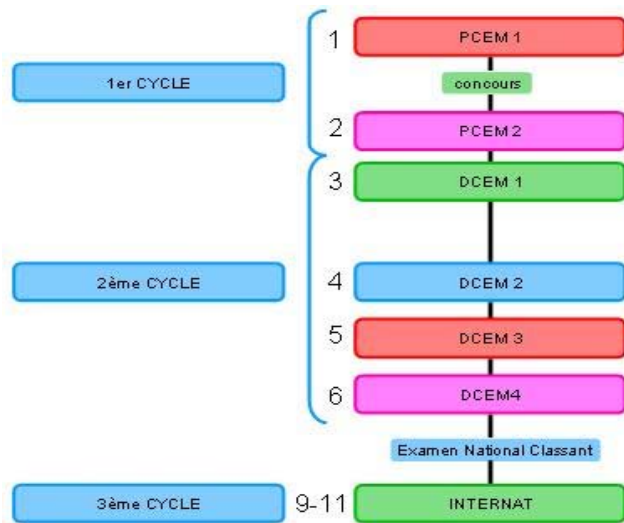 1 PCEM 1
1er CYCLE
concours
2 PCEM 2
3 DCEM 1
2ème CYCLE
4 DCEM 2
5 DCEM 3
6 DCEM4
Examen National Classant
3ème CYCLE
9-11 INTERNAT